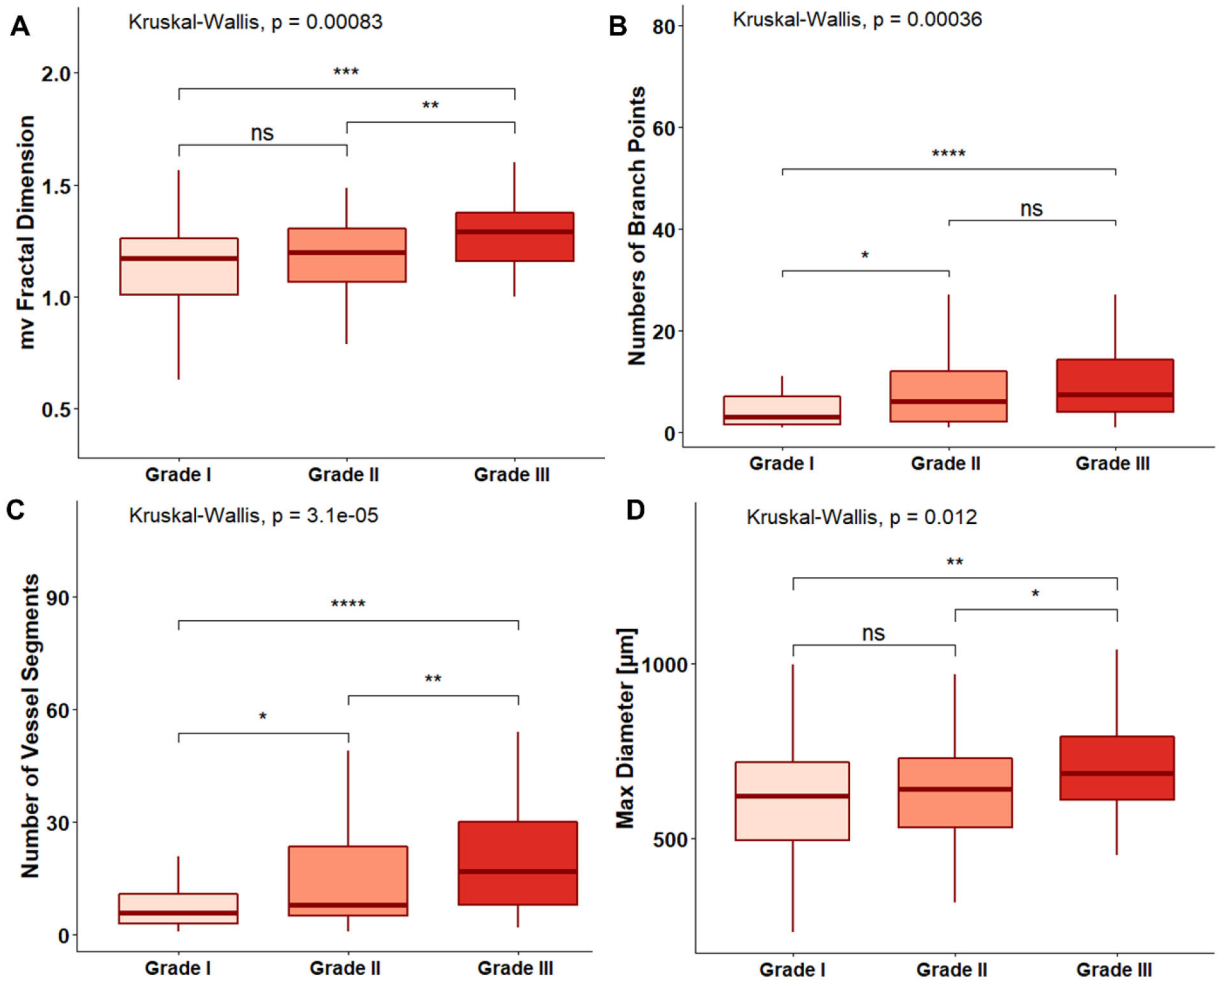 A
Kruskal-Wallis, p = 0.00083
mv Fractal Dimension
2.0
1.5
1.0
0.5
***
**
ns
Grade I
Grade II
Grade III
B
Kruskal-Wallis, p = 0.00036
Numbers of Branch Points
80
60
40
20
0
****
ns
*
Grade I
Grade II
Grade III
C
Kruskal-Wallis, p = 3.1e-05
Number of Vessel Segments
90
60
30
0
****
**
*
Grade I
Grade II
Grade III
D
Kruskal-Wallis, p = 0.012
Max Diameter [µm]
1000
500
**
*
ns
Grade I
Grade II
Grade III